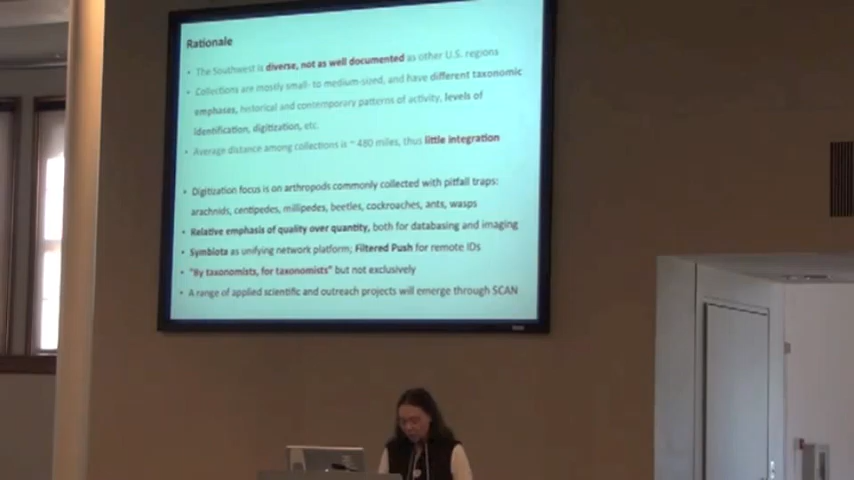 Rationale
• The Southwest is diverse, not as well documented as other U.S. regions
• Collections are mostly small- to medium-sized, and have different taxonomic
emphases, historical and contemporary patterns of activity, levels of
identification, digitization, etc.
• Average distance among collections is ~ 480 miles, thus little integration
• Digitization focus is on arthropods commonly collected with pitfall traps:
arachnids, centipedes, millipedes, beetles, cockroaches, ants, wasps
• Relative emphasis of quality over quantity, both for databasing and imaging
• Symbiota as unifying network platform; Filtered Push for remote IDs
• "By taxonomists, for taxonomists" but not exclusively
• A range of applied scientific and outreach projects will emerge through SCAN